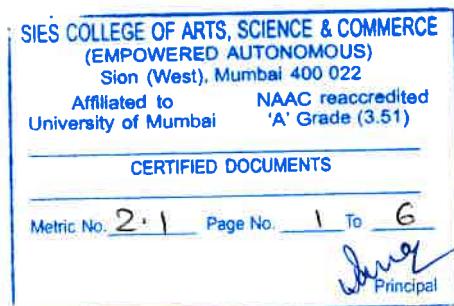 SIES COLLEGE OF ARTS, SCIENCE & COMMERCE
(EMPOWERED AUTONOMOUS)
Sion (West), Mumbai 400 022
Affiliated to NAAC reaccredited
University of Mumbai 'A' Grade (3.51)
CERTIFIED DOCUMENTS
Metric No. 2.1 Page No. 1 To 6
Principal